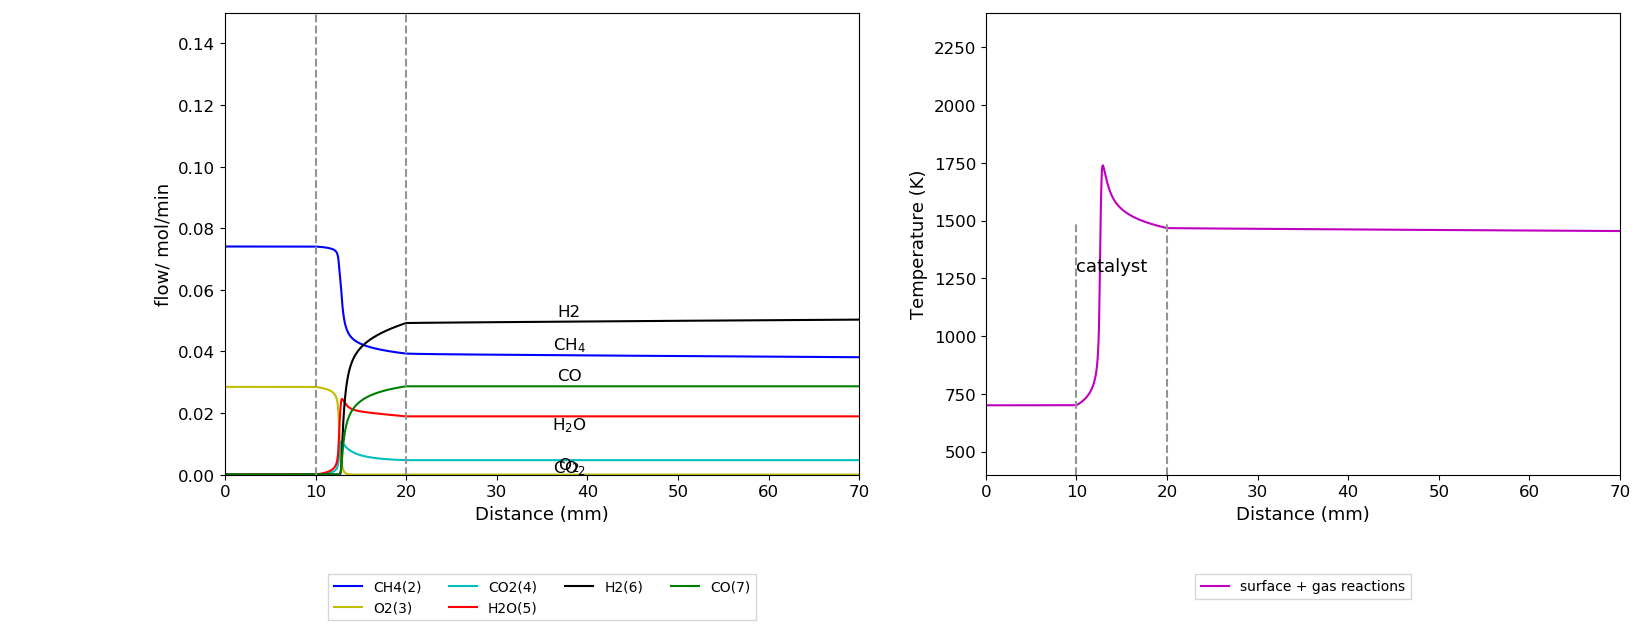 0.14
0.12
0.10
0.08
0.06
0.04
0.02
0.00
flow/ mol/min
H2
CH₄
CO
H₂O
O₂
CO₂
0 10 20 30 40 50 60 70
Distance (mm)
CH4(2) CO2(4) H2(6) CO(7)
O2(3) H2O(5)
2250
2000
1750
1500
1250
1000
750
500
Temperature (K)
catalyst
0 10 20 30 40 50 60 70
Distance (mm)
surface + gas reactions